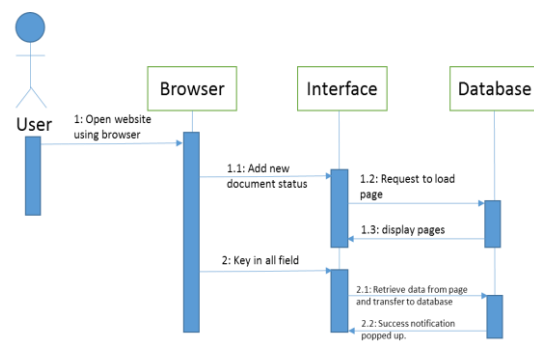 Browser
Interface
Database
User
1: Open website
using browser
1.1: Add new
document status
1.2: Request to load
page
1.3: display pages
2: Key in all field
2.1: Retrieve data from page
and transfer to database
2.2: Success notification
popped up.